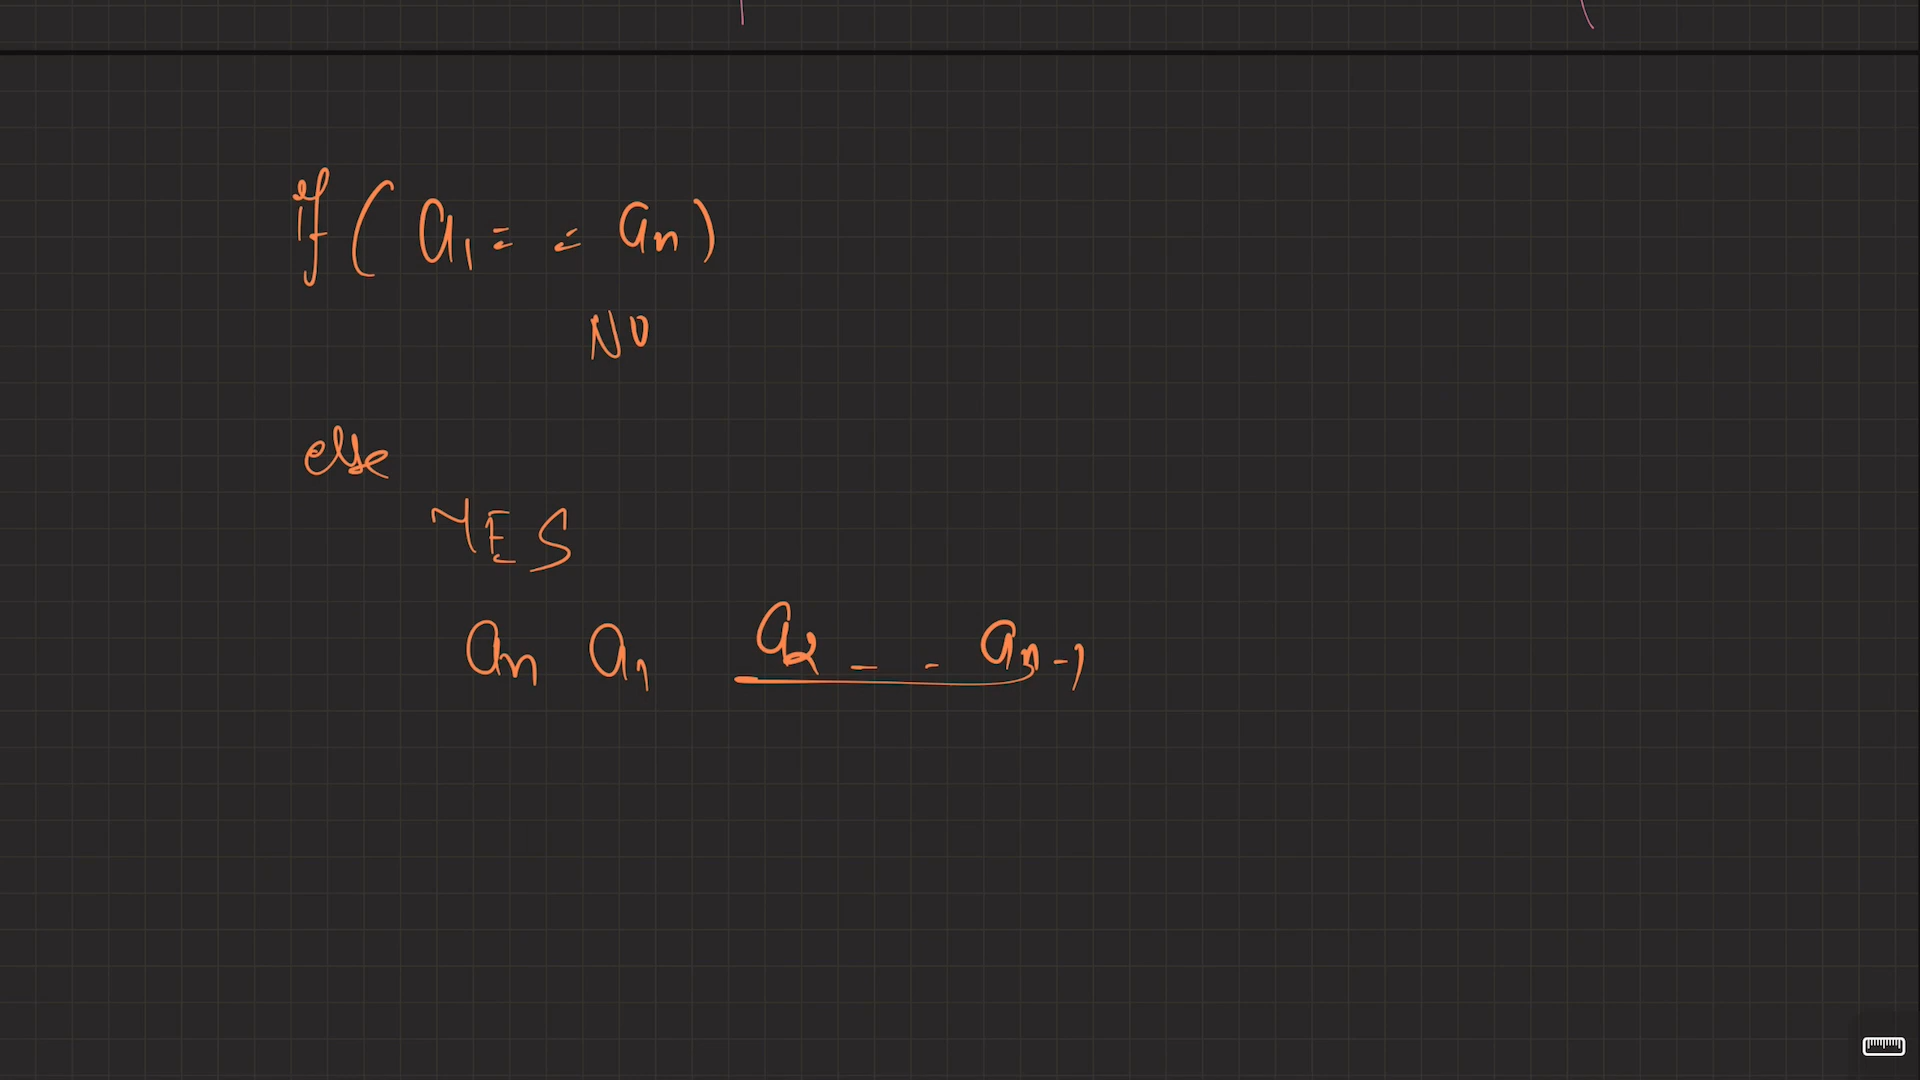 if ( a1 = = an )
NO
else
YES
an a1 a2 - - an-1